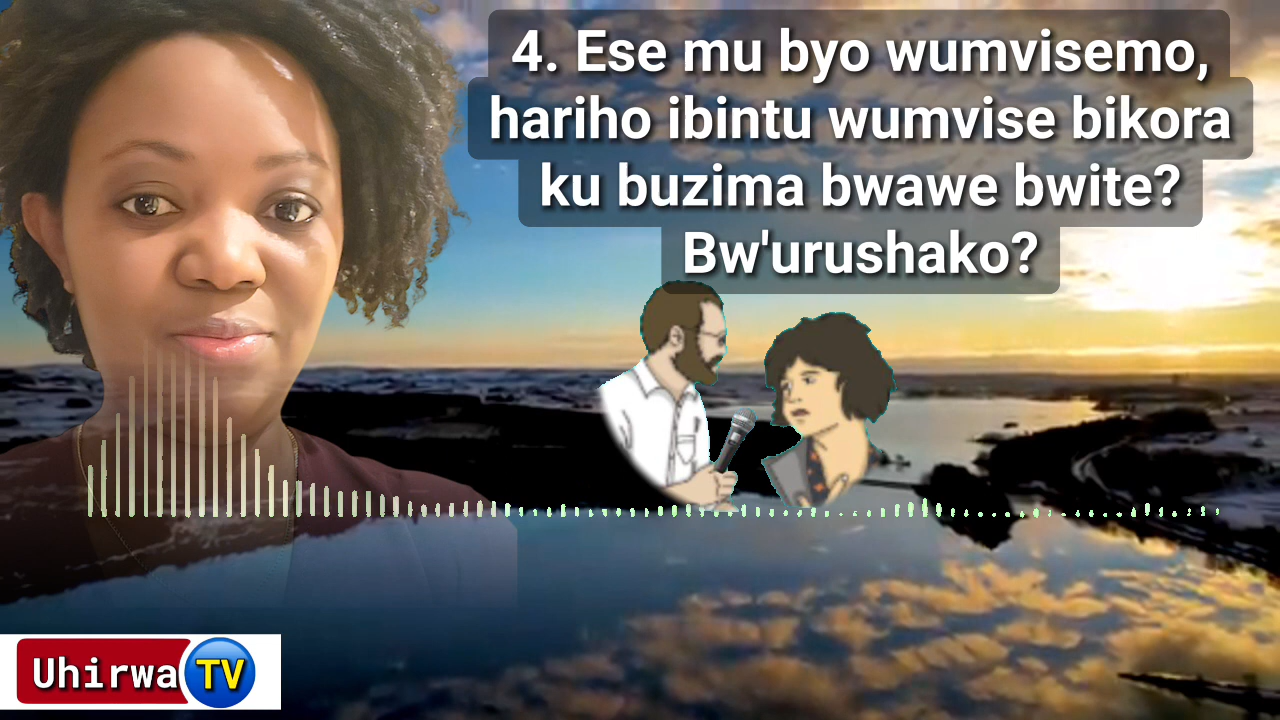 4. Ese mu byo wumvisemo,
hariho ibintu wumvise bikora
ku buzima bwawe bwite?
Bw'urushako?
Uhirwa TV